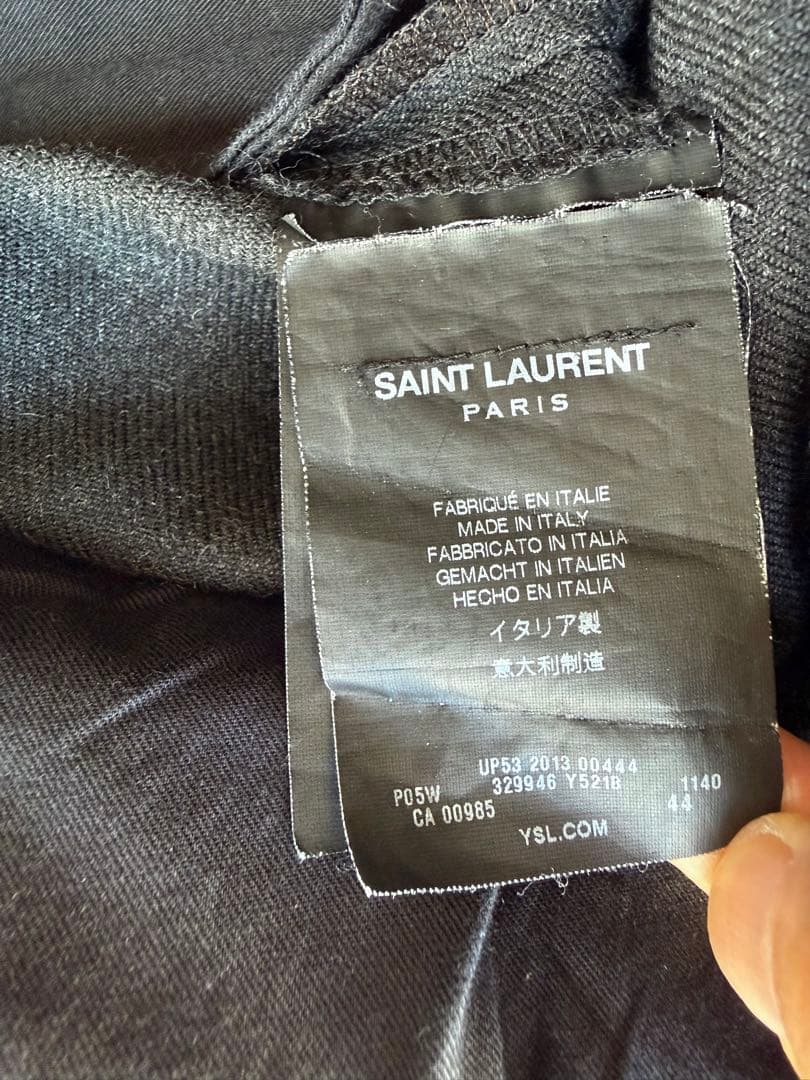 SAINT LAURENT
PARIS
FABRIQUÉ EN ITALIE
MADE IN ITALY
FABBRICATO IN ITALIA
GEMACHT IN ITALIEN
HECHO EN ITALIA
イタリア製
意大利制造
UP53 2013 00444
P05W 329946 Y521B 1140
CA 00985 44
YSL.COM